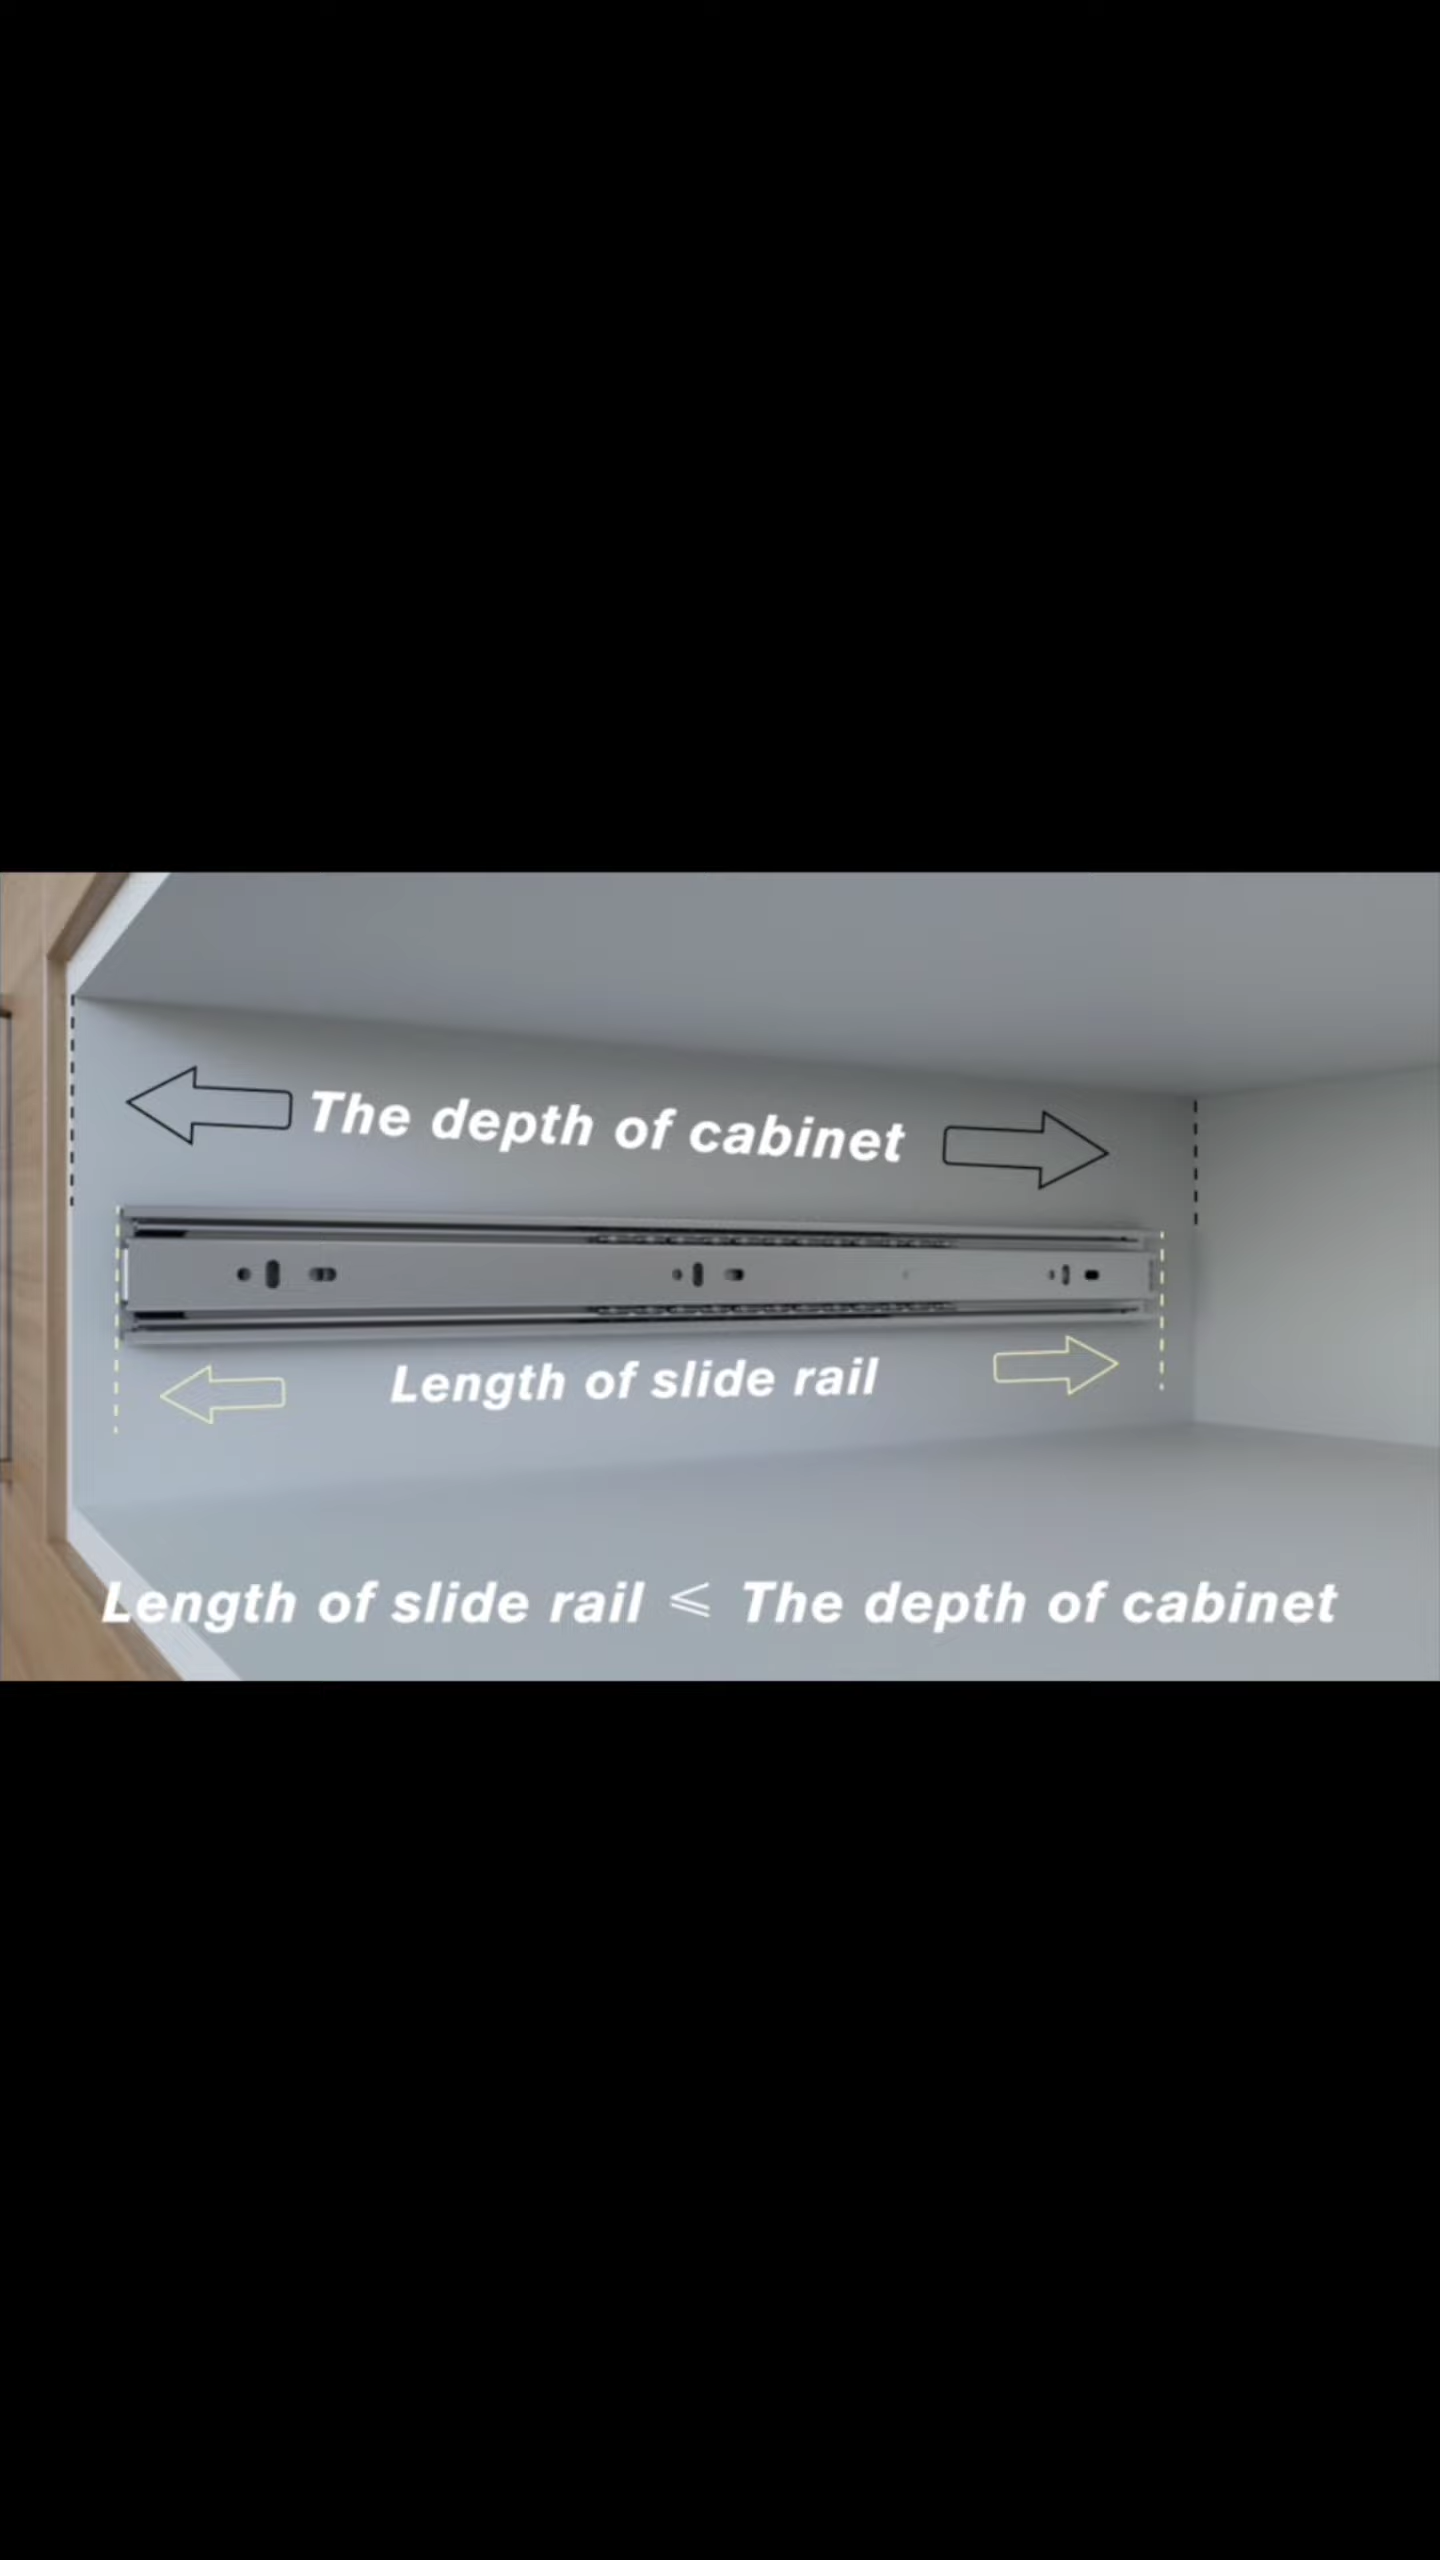 The depth of cabinet
Length of slide rail
Length of slide rail ⩽ The depth of cabinet